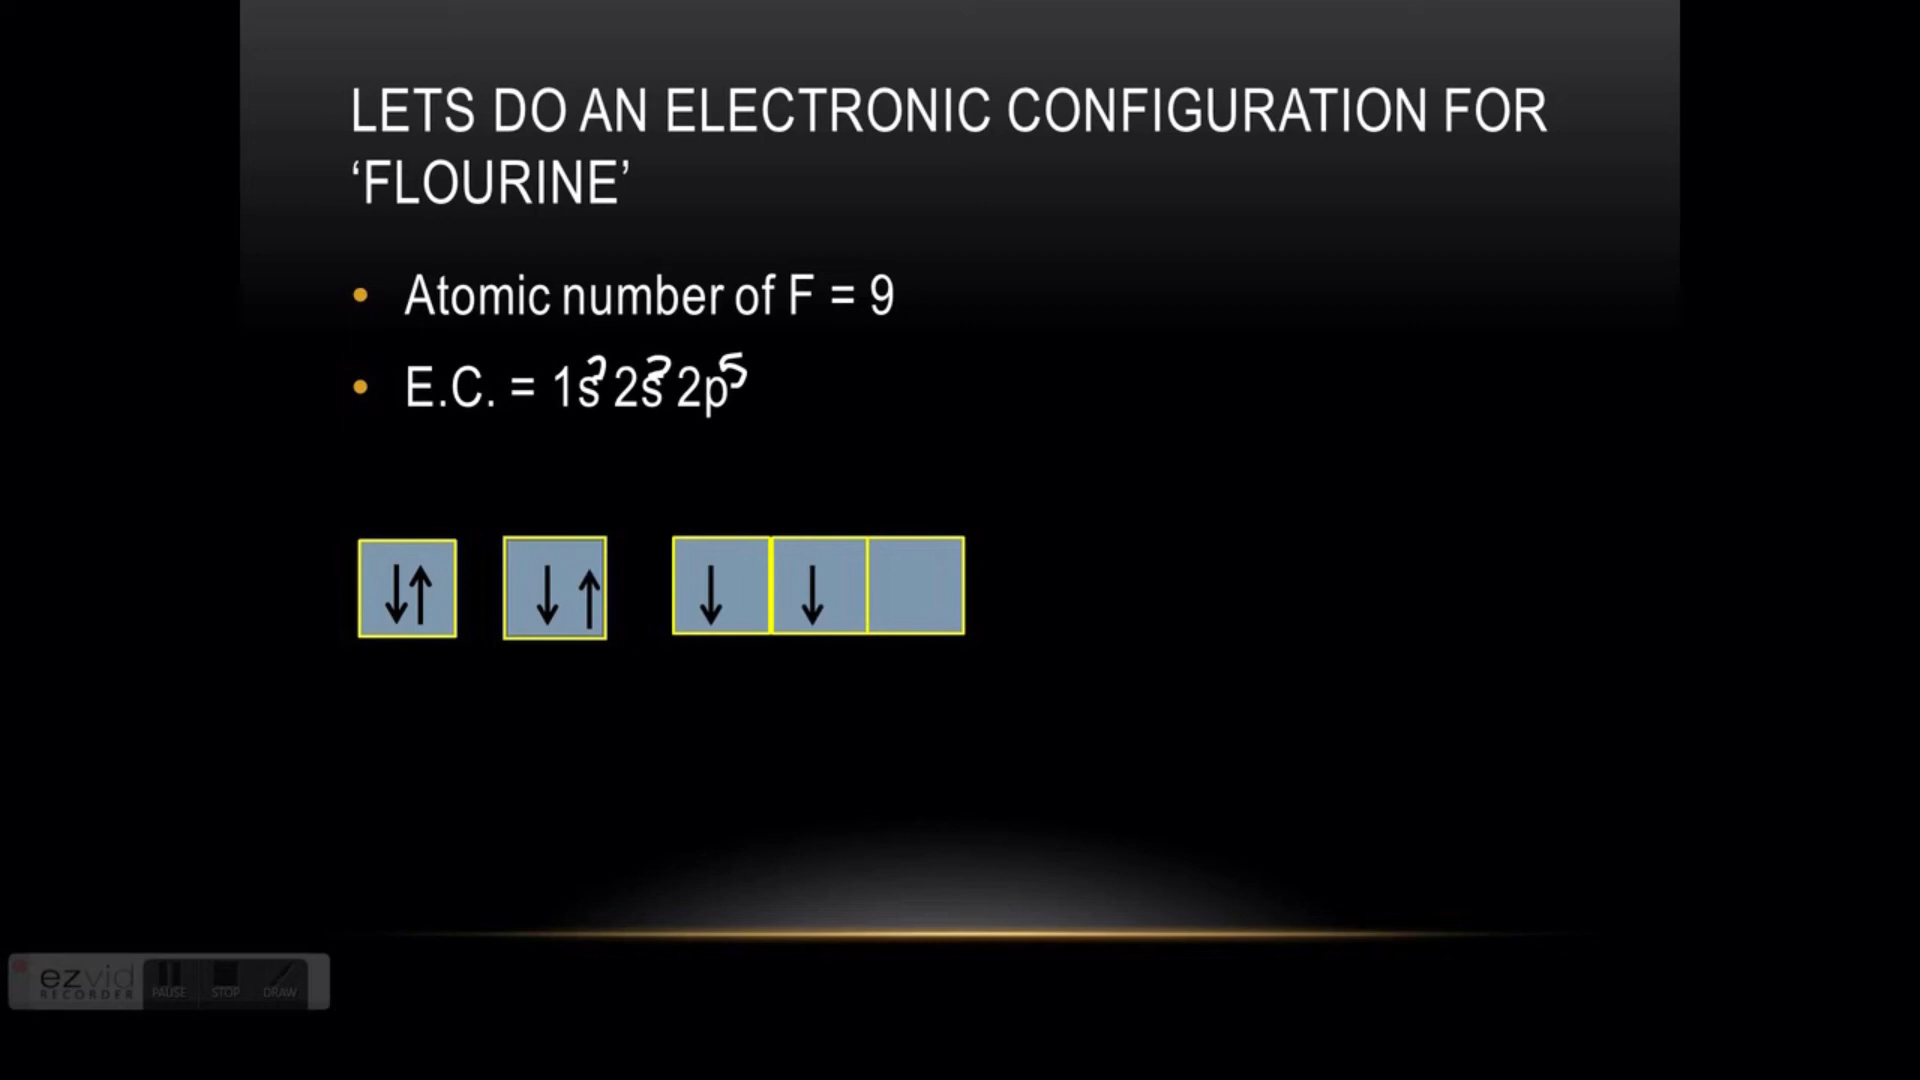 LETS DO AN ELECTRONIC CONFIGURATION FOR
‘FLOURINE’
• Atomic number of F = 9
• E.C. = 1s² 2s² 2p⁵
ezvid
RECORDER
PAUSE STOP DRAW